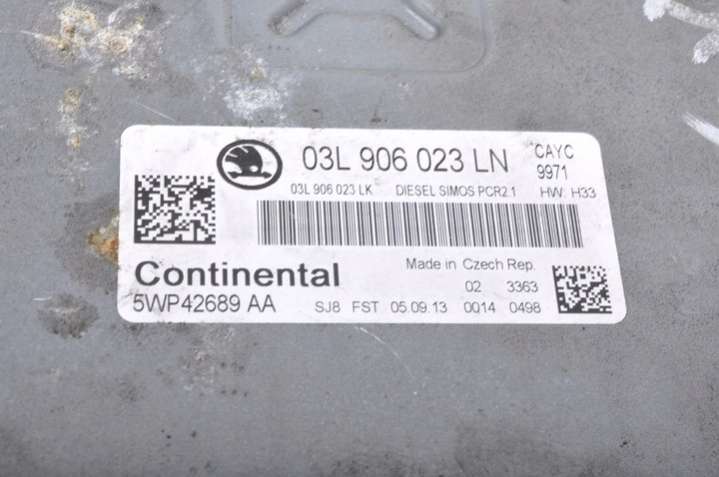 03L 906 023 LN CAYC
9971
03L 906 023 LK DIESEL SIMOS PCR2.1 HW: H33
Continental Made in Czech Rep.
02 3363
5WP42689 AA SJ8 FST 05.09.13 0014 0498